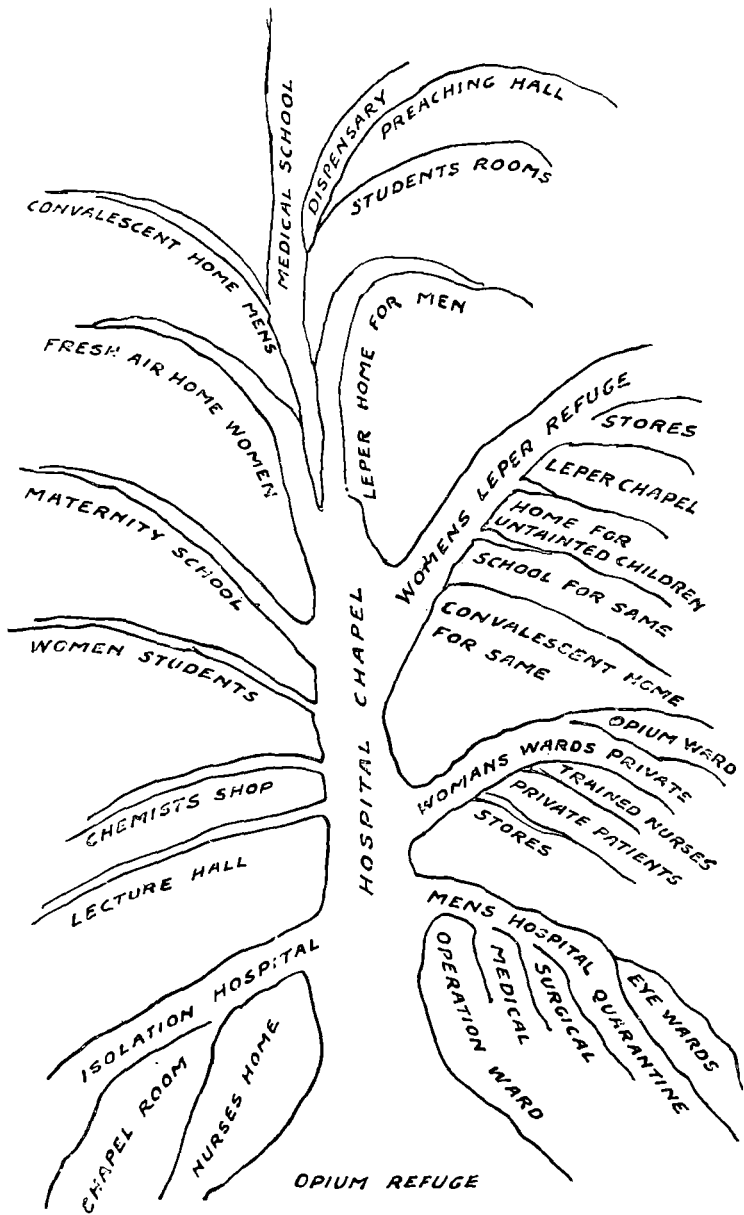 MEDICAL SCHOOL
DISPENSARY
PREACHING HALL
STUDENTS ROOMS
CONVALESCENT HOME MENS
FRESH AIR HOME WOMEN
LEPER HOME FOR MEN
MATERNITY SCHOOL
WOMEN STUDENTS
CHEMISTS SHOP
LECTURE HALL
HOSPITAL CHAPEL
WOMENS LEPER REFUGE
STORES
LEPER CHAPEL
HOME FOR
UNTAINTED CHILDREN
SCHOOL FOR SAME
CONVALESCENT HOME
FOR SAME
WOMANS WARDS PRIVATE
OPIUM WARD
TRAINED NURSES
PRIVATE PATIENTS
STORES
MENS HOSPITAL QUARANTINE
EYE WARDS
SURGICAL
MEDICAL
OPERATION WARD
ISOLATION HOSPITAL
CHAPEL ROOM
NURSES HOME
OPIUM REFUGE